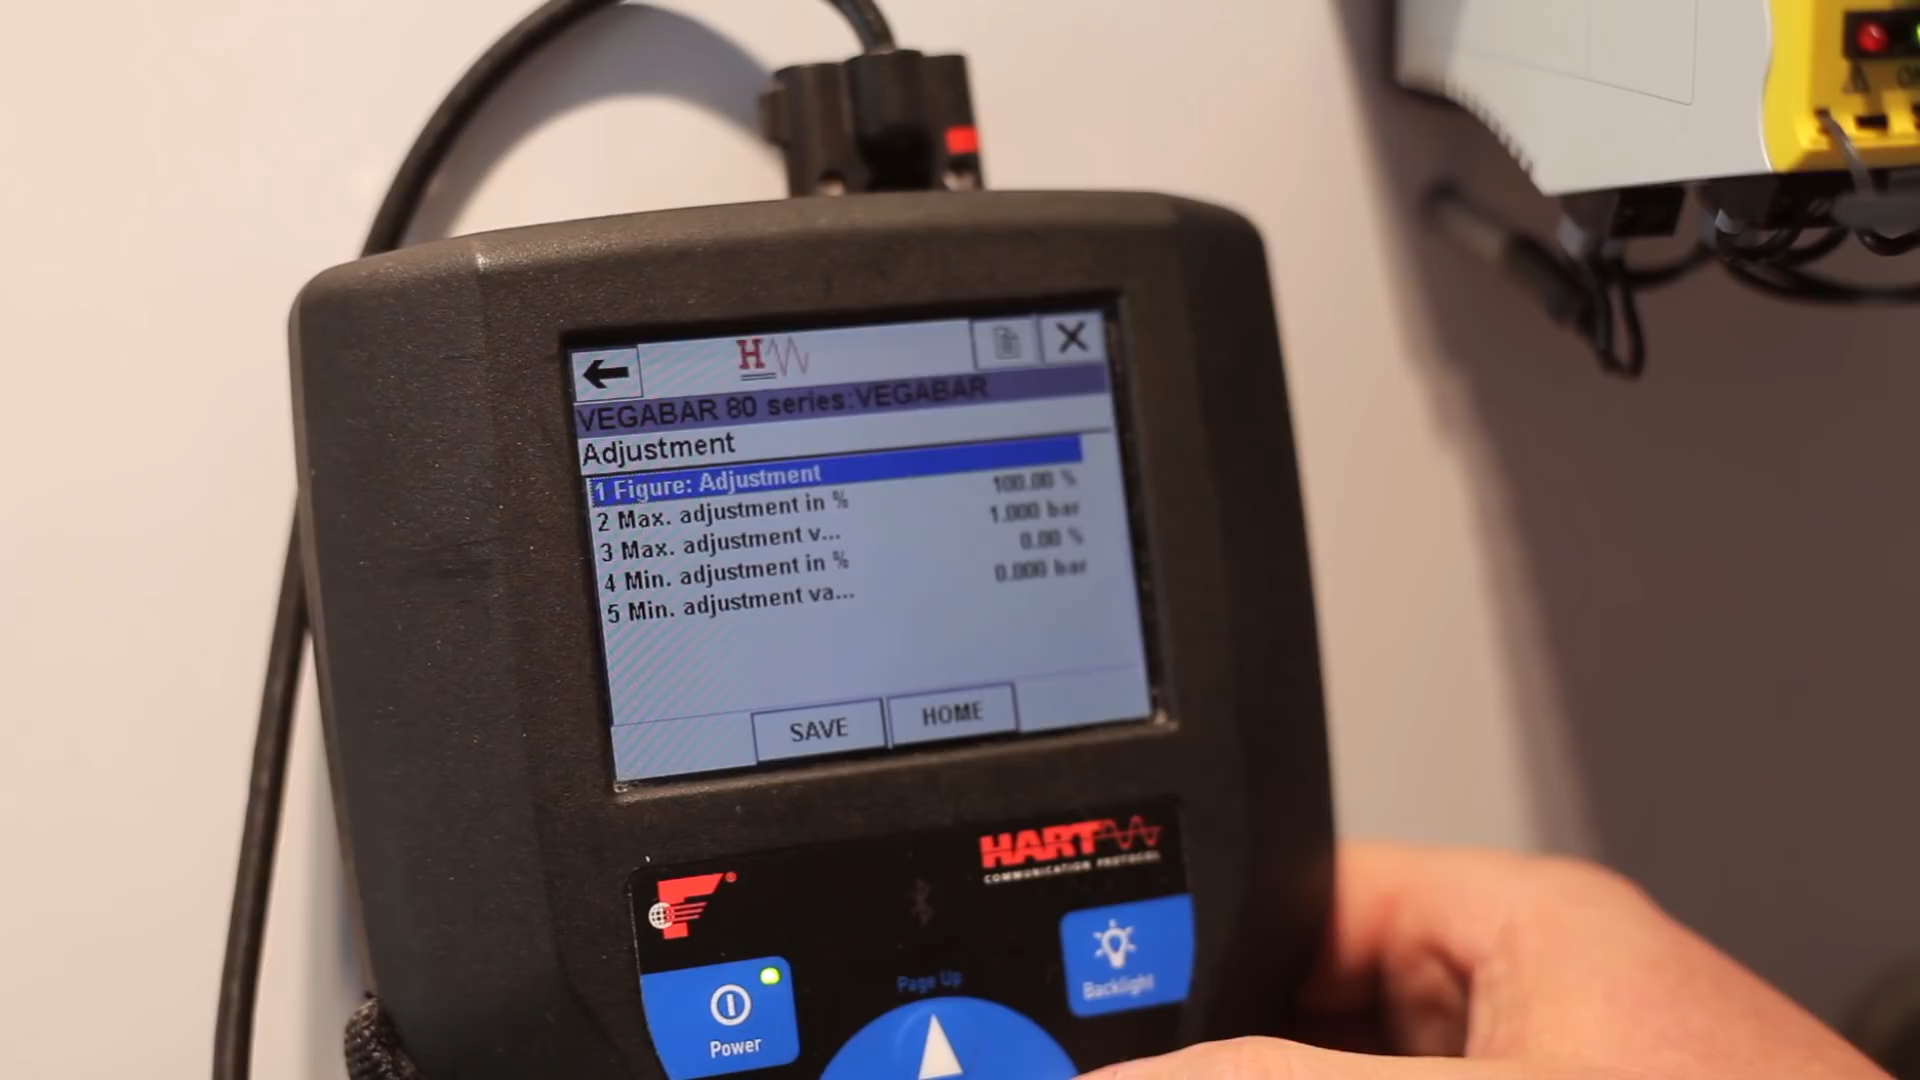 H
VEGABAR 80 series:VEGABAR
Adjustment
1 Figure: Adjustment
2 Max. adjustment in % 100.00 %
3 Max. adjustment v... 1.000 bar
4 Min. adjustment in % 0.00 %
5 Min. adjustment va... 0.000 bar
SAVE HOME
HART
COMMUNICATION PROTOCOL
F®
Page Up
Backlight
Power